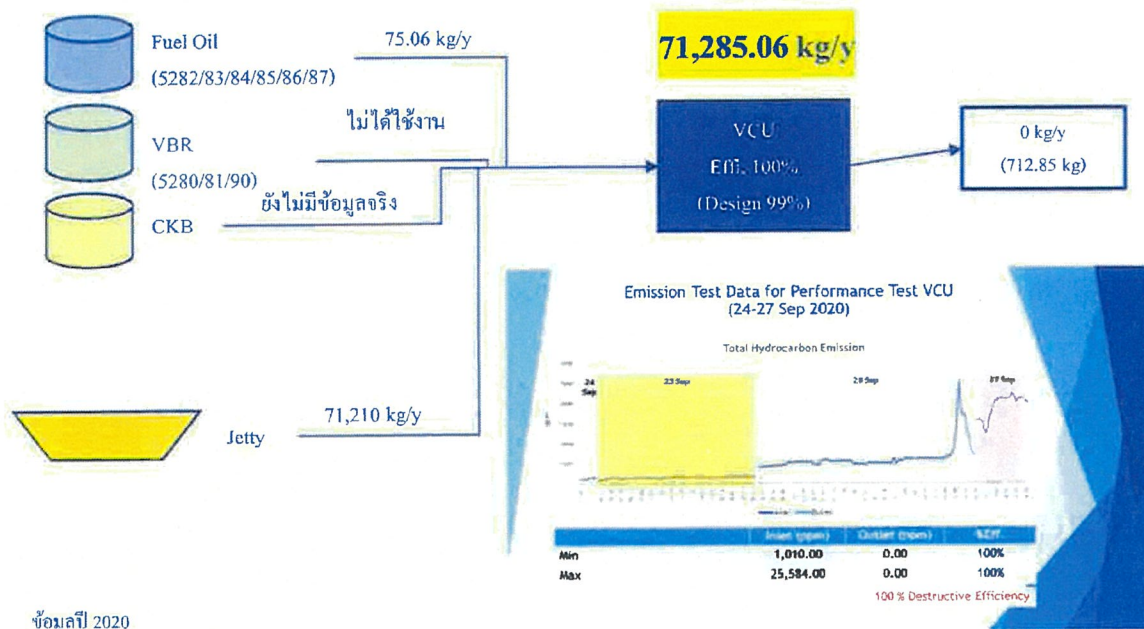 Fuel Oil
(5282/83/84/85/86/87)
75.06 kg/y
71,285.06 kg/y
ไม่ได้ใช้งาน
VBR
(5280/81/90)
ยังไม่มีข้อมูลจริง
CKB
VCU
Effi. 100%
(Design 99%)
0 kg/y
(712.85 kg)
Emission Test Data for Performance Test VCU
(24-27 Sep 2020)
Total Hydrocarbon Emission
24 Sep
27 Sep
71,210 kg/y
Jetty
Inlet (ppm) Outlet (ppm) %Eff.
Min 1,010.00 0.00 100%
Max 25,584.00 0.00 100%
100 % Destructive Efficiency
ข้อมูลปี 2020